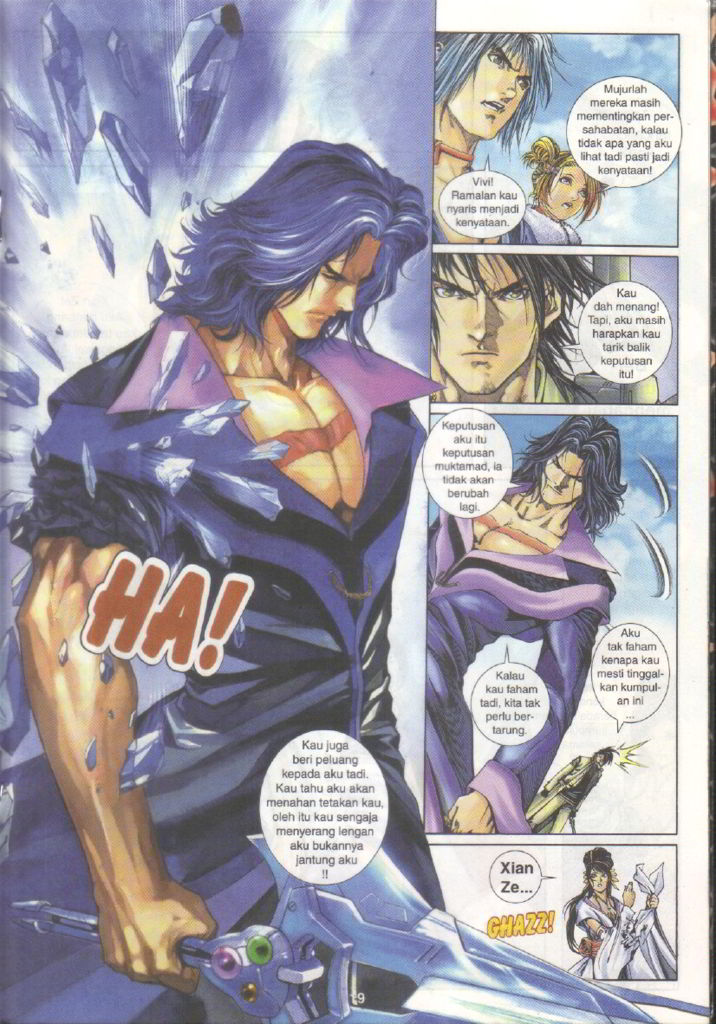 HA!
Kau juga
beri peluang
kepada aku tadi.
Kau tahu aku akan
menahan tetakan kau,
oleh itu kau sengaja
menyerang lengan
aku bukannya
jantung aku
!!
Mujurlah
mereka masih
mementingkan per-
sahabatan, kalau
tidak apa yang aku
lihat tadi pasti jadi
kenyataan!
Vivi!
Ramalan kau
nyaris menjadi
kenyataan.
Kau
dah menang!
Tapi, aku masih
harapkan kau
tarik balik
keputusan
itu!
Keputusan
aku itu
keputusan
muktamad, ia
tidak akan
berubah
lagi.
Aku
tak faham
kenapa kau
mesti tinggal-
kan kumpul-
an ini
...
Kalau
kau faham
tadi, kita tak
perlu ber-
tarung.
Xian
Ze...
GHAZZ!